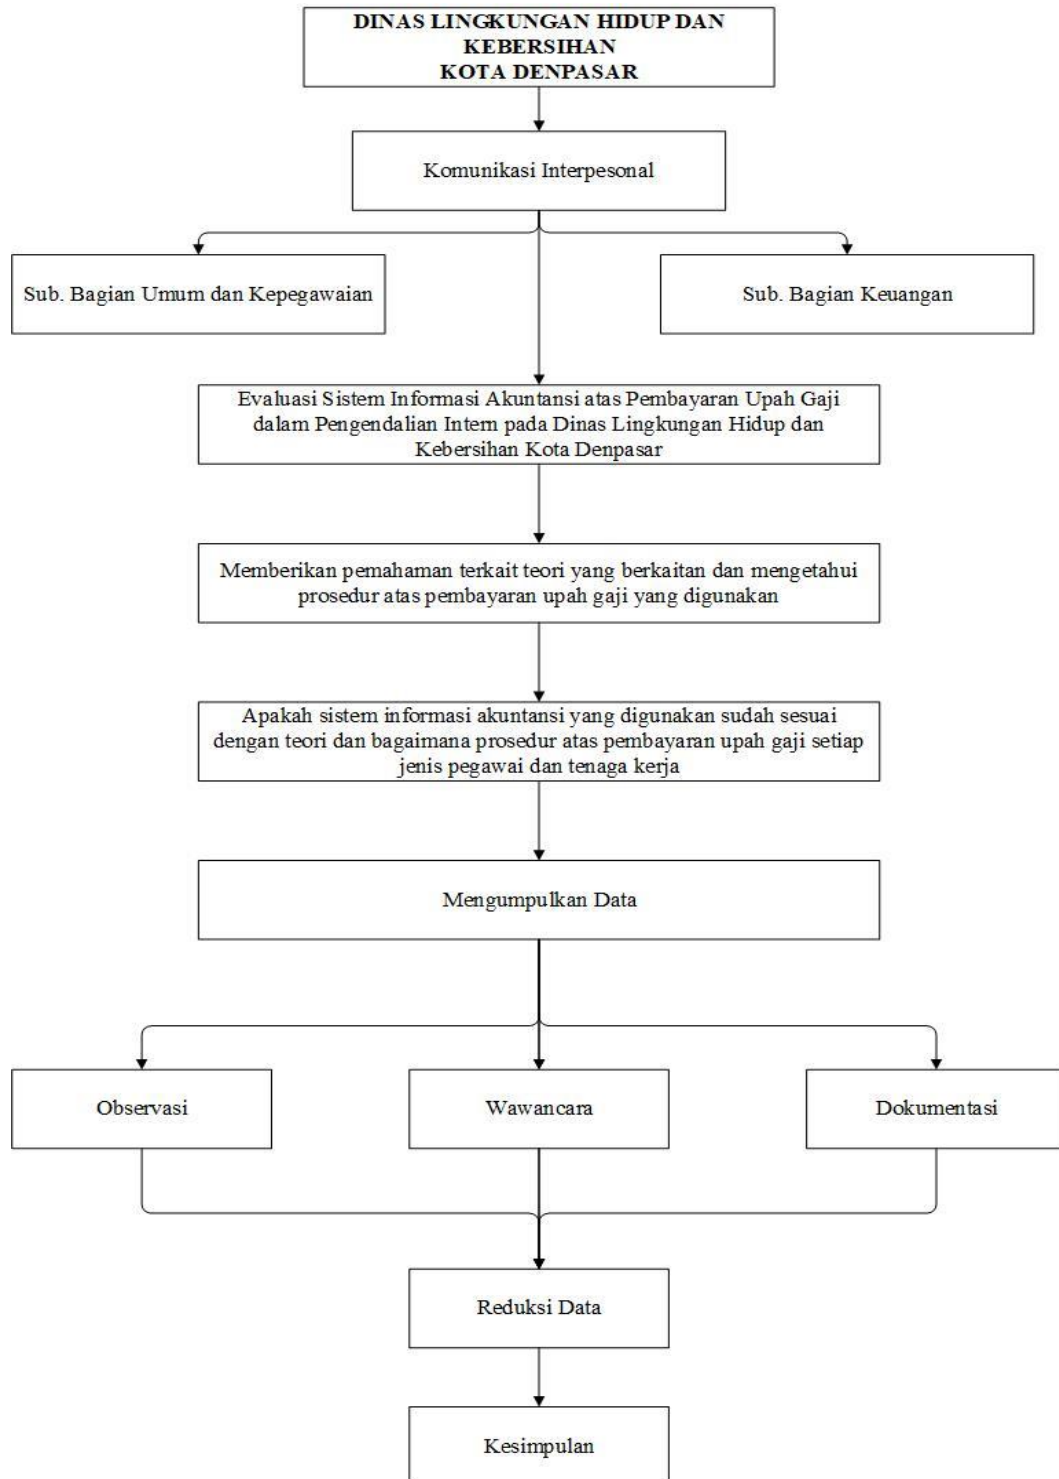 DINAS LINGKUNGAN HIDUP DAN
KEBERSIHAN
KOTA DENPASAR
Komunikasi Interpesonal
Sub. Bagian Umum dan Kepegawaian
Sub. Bagian Keuangan
Evaluasi Sistem Informasi Akuntansi atas Pembayaran Upah Gaji
dalam Pengendalian Intern pada Dinas Lingkungan Hidup dan
Kebersihan Kota Denpasar
Memberikan pemahaman terkait teori yang berkaitan dan mengetahui
prosedur atas pembayaran upah gaji yang digunakan
Apakah sistem informasi akuntansi yang digunakan sudah sesuai
dengan teori dan bagaimana prosedur atas pembayaran upah gaji setiap
jenis pegawai dan tenaga kerja
Mengumpulkan Data
Observasi
Wawancara
Dokumentasi
Reduksi Data
Kesimpulan